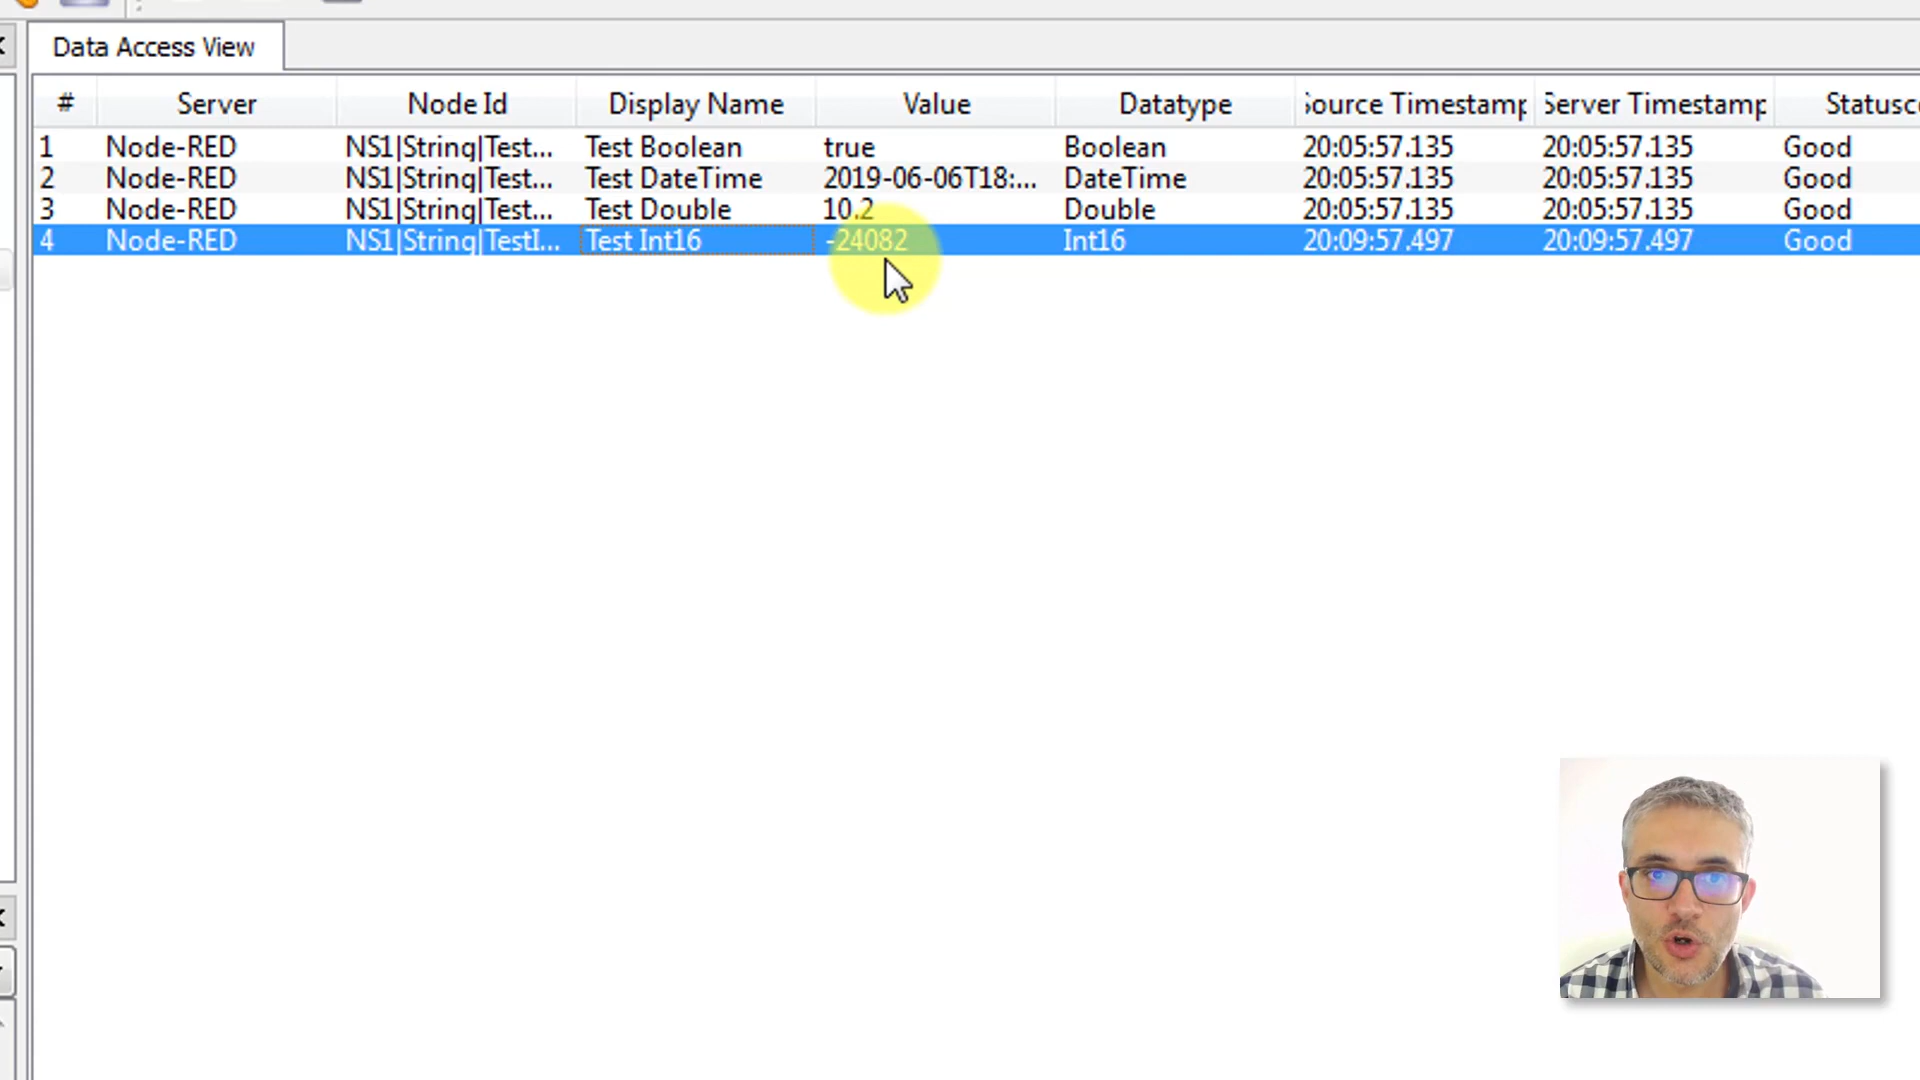 Data Access View
# Server Node Id Display Name Value Datatype Source Timestamp Server Timestamp Statusco
1 Node-RED NS1|String|Test... Test Boolean true Boolean 20:05:57.135 20:05:57.135 Good
2 Node-RED NS1|String|Test... Test DateTime 2019-06-06T18:... DateTime 20:05:57.135 20:05:57.135 Good
3 Node-RED NS1|String|Test... Test Double 10.2 Double 20:05:57.135 20:05:57.135 Good
4 Node-RED NS1|String|TestI... Test Int16 -24082 Int16 20:09:57.497 20:09:57.497 Good